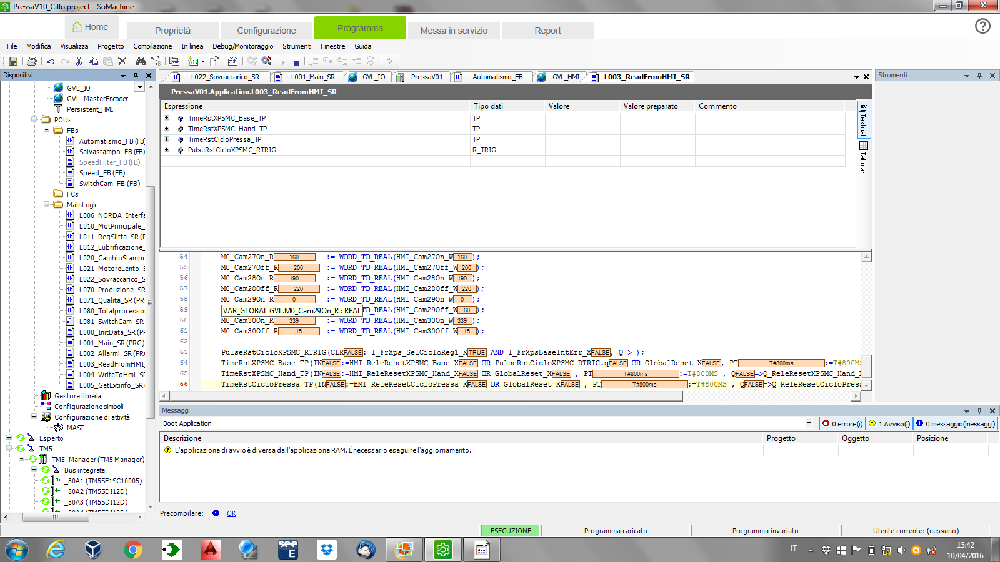 PressaV10_Cillo.project - SoMachine
Home
Proprietà
Configurazione
Programma
Messa in servizio
Report
File Modifica Visualizza Progetto Compilazione In linea Debug/Monitoraggio Strumenti Finestre Guida
Dispositivi
GVL_IO
GVL_MasterEncoder
Persistent_HMI
POUs
FBs
Automatismo_FB (FB)
Salvastampo_FB (FB)
SpeedFilter_FB (FB)
Speed_FB (FB)
SwitchCam_FB (FB)
FCs
MainLogic
L006_NORDA_Interfa
L010_MotPrincipale_
L011_RegSlitta_SR (P
L012_Lubrificazione_
L020_CambioStampo
L021_MotoreLento_S
L022_Sovraccarico_S
L070_Produzione_SR
L071_Qualita_SR (PR
L080_Totalprocesso
L081_SwitchCam_SR
L000_InitData_SR (PR
L001_Main_SR (PRG)
L002_Allarmi_SR (PR
L003_ReadFromHMI_
L004_WriteToHmi_SR
L005_GetExtinfo_SR (
Gestore libreria
Configurazione simboli
Configurazione di attività
MAST
Esperto
TM5
TM5_Manager (TM5 Manager)
Bus integrate
_80A1 (TM5SE1SC10005)
_80A2 (TM5SDI12D)
_80A3 (TM5SDI12D)
L022_Sovraccarico_SR
L001_Main_SR
GVL_IO
PressaV01
Automatismo_FB
GVL_HMI
L003_ReadFromHMI_SR
PressaV01.Application.L003_ReadFromHMI_SR
Espressione Tipo dati Valore Valore preparato Commento
TimeRstXPSMC_Base_TP TP
TimeRstXPSMC_Hand_TP TP
TimeRstCicloPressa_TP TP
PulseRstCicloXPSMC_RTRIG R_TRIG
Textual
Tabular
54 M0_Cam27On_R 160 := WORD_TO_REAL(HMI_Cam27On_W 160 );
55 M0_Cam27Off_R 200 := WORD_TO_REAL(HMI_Cam27Off_W 200 );
56 M0_Cam28On_R 190 := WORD_TO_REAL(HMI_Cam28On_W 190 );
57 M0_Cam28Off_R 220 := WORD_TO_REAL(HMI_Cam28Off_W 220 );
58 M0_Cam29On_R 0 := WORD_TO_REAL(HMI_Cam29On_W 0 );
59 VAR_GLOBAL GVL.M0_Cam29On_R : REAL TO_REAL(HMI_Cam29Off_W 60 );
60 M0_Cam30On_R 339 := WORD_TO_REAL(HMI_Cam30On_W 339 );
61 M0_Cam30Off_R 15 := WORD_TO_REAL(HMI_Cam30Off_W 15 );
62
63 PulseRstCicloXPSMC_RTRIG(CLK FALSE :=I_FrXps_SelCicloReg1_X TRUE AND I_FrXpsBaseIntErr_X FALSE , Q=> );
64 TimeRstXPSMC_Base_TP(IN FALSE :=HMI_ReleResetXPSMC_Base_X FALSE OR PulseRstCicloXPSMC_RTRIG.q FALSE OR GlobalReset_X FALSE , PT T#800ms :=T#800MS
65 TimeRstXPSMC_Hand_TP(IN FALSE :=HMI_ReleResetXPSMC_Hand_X FALSE OR GlobalReset_X FALSE , PT T#800ms :=T#800MS , Q FALSE =>Q_ReleResetXPSMC_Hand_X
66 TimeRstCicloPressa_TP(IN FALSE :=HMI_ReleResetCicloPressa_X FALSE OR GlobalReset_X FALSE , PT T#800ms :=T#800MS , Q FALSE =>Q_ReleResetCicloPress
Strumenti
Messaggi
Boot Application
0 errore(i) 1 Avviso(i) 0 messaggio(messaggi)
Descrizione Progetto Oggetto Posizione
L'applicazione di avvio è diversa dall'applicazione RAM. Ènecessario eseguire l'aggiornamento.
Precompilare: OK
ESECUZIONE Programma caricato Programma invariato Utente corrente: (nessuno)
see
E
IT
15:42
10/04/2016